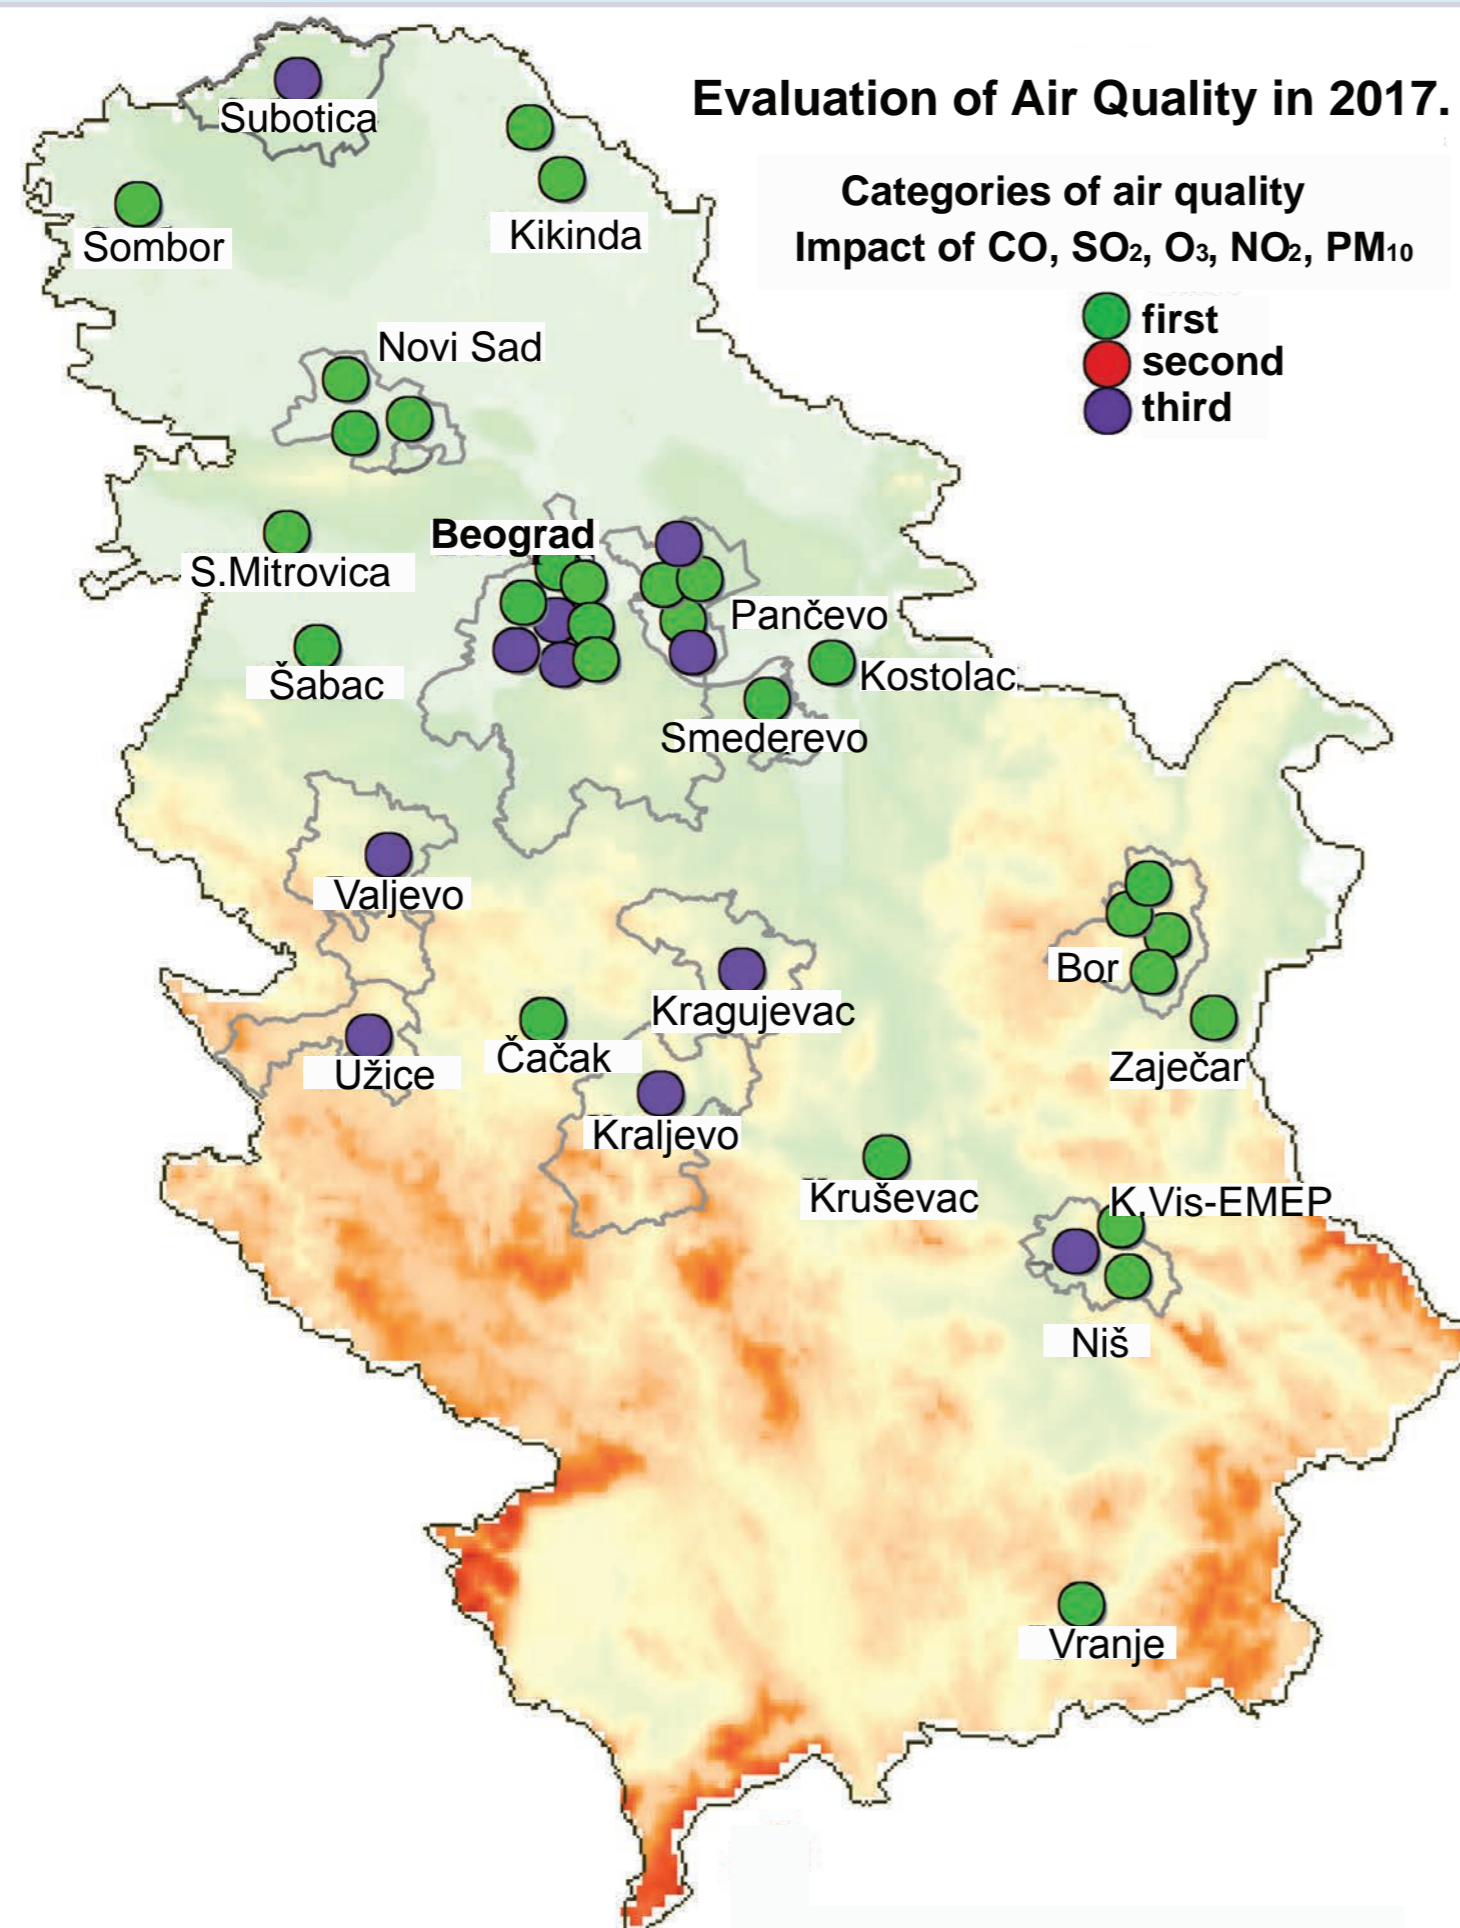 Evaluation of Air Quality in 2017.
Categories of air quality
Impact of CO, SO2, O3, NO2, PM10
first
second
third
Subotica
Sombor
Kikinda
Novi Sad
Beograd
S.Mitrovica
Pančevo
Šabac
Kostolac
Smederevo
Valjevo
Bor
Kragujevac
Čačak
Užice
Zaječar
Kraljevo
Kruševac
K.Vis-EMEP
Niš
Vranje